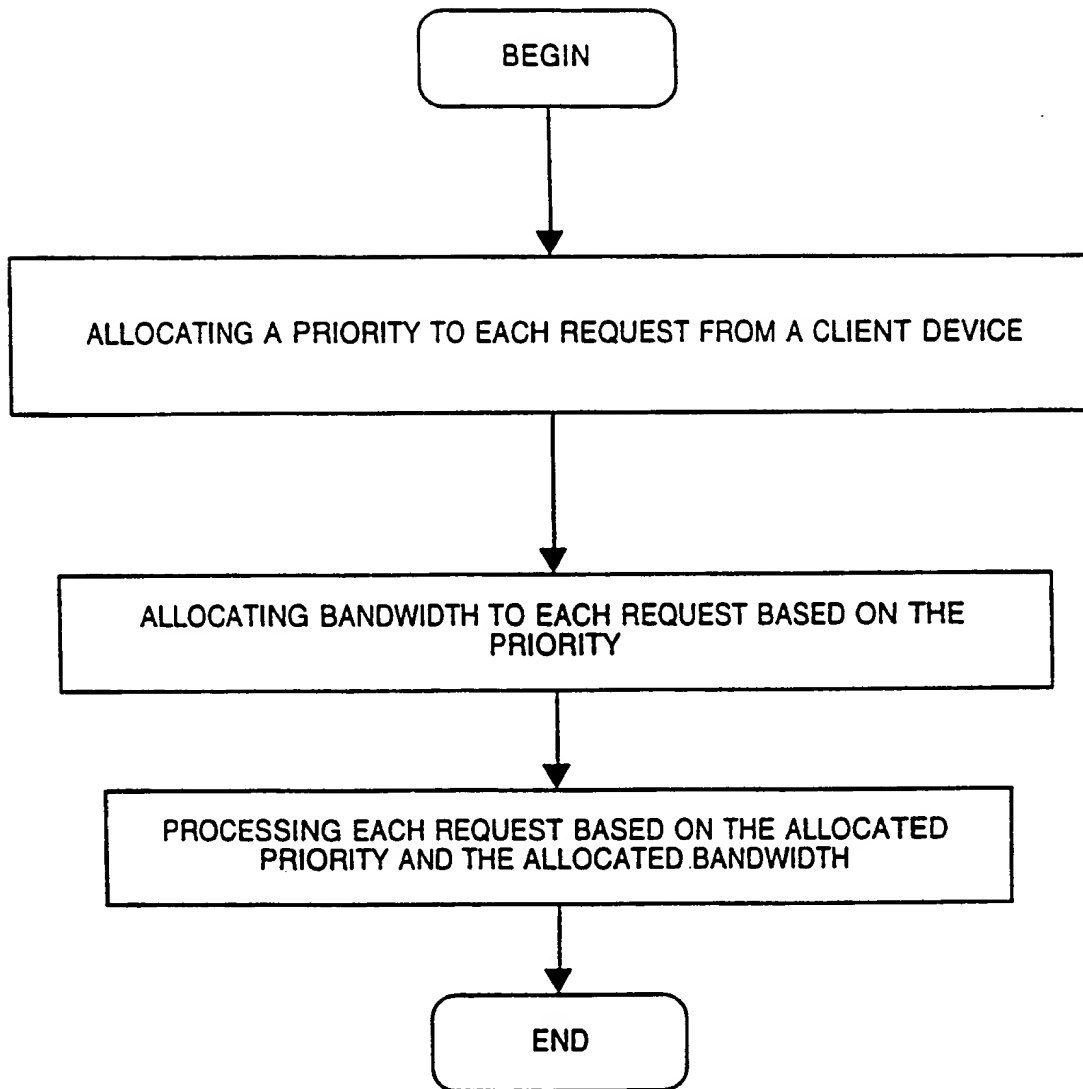 BEGIN
ALLOCATING A PRIORITY TO EACH REQUEST FROM A CLIENT DEVICE
ALLOCATING BANDWIDTH TO EACH REQUEST BASED ON THE
PRIORITY
PROCESSING EACH REQUEST BASED ON THE ALLOCATED
PRIORITY AND THE ALLOCATED BANDWIDTH
END